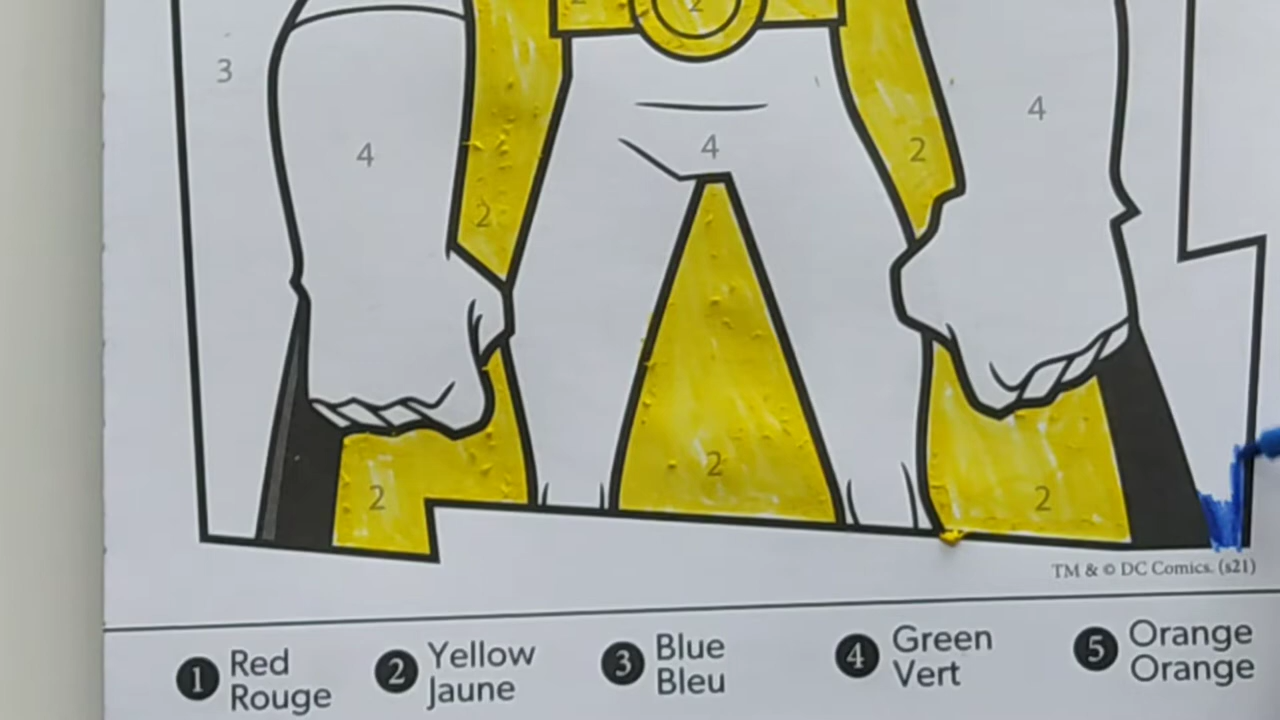 2
2
3
4
4
4
2
2
2
2
2
TM & © DC Comics. (s21)
1 Red
Rouge
2 Yellow
Jaune
3 Blue
Bleu
4 Green
Vert
5 Orange
Orange